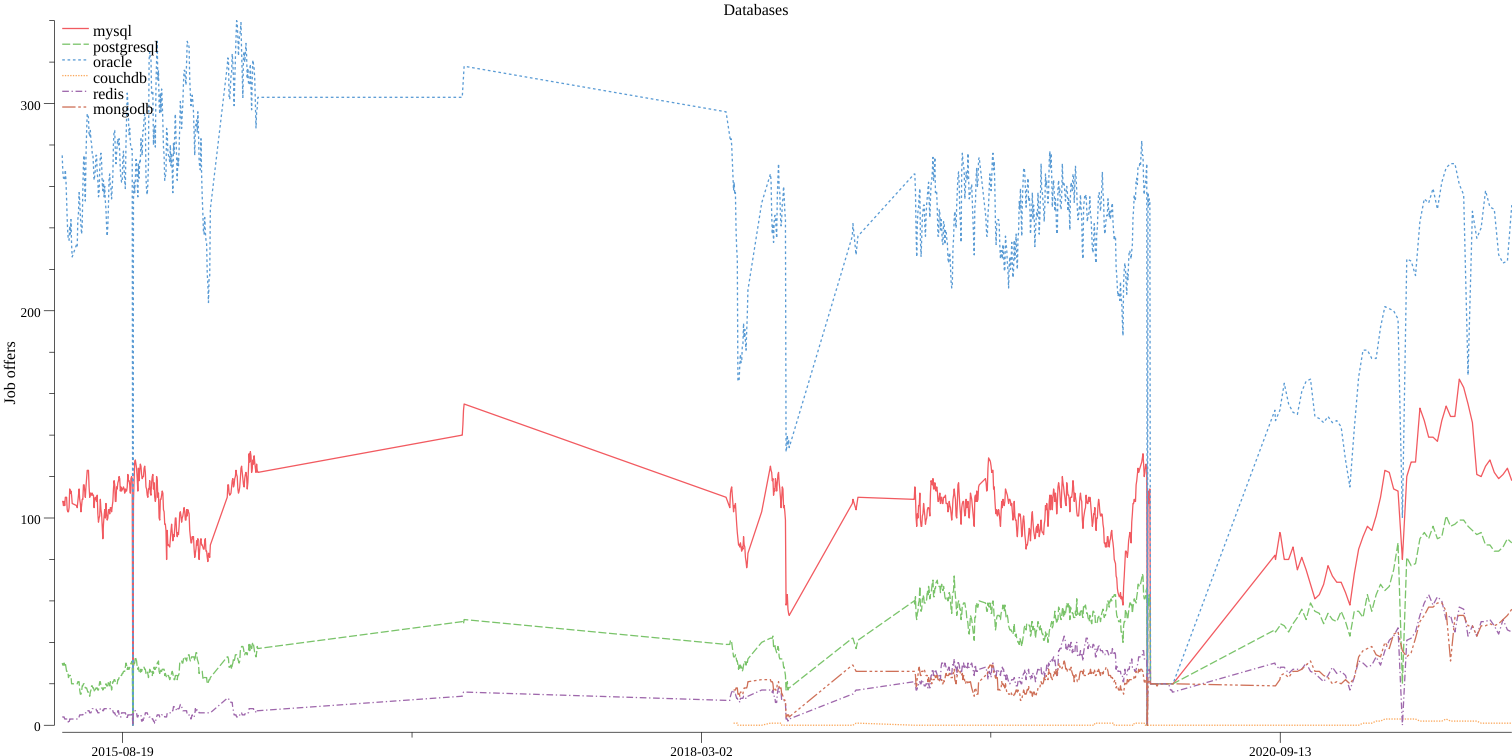 Databases
mysql
postgresql
oracle
couchdb
redis
mongodb
300
200
100
0
Job offers
2015-08-19
2018-03-02
2020-09-13